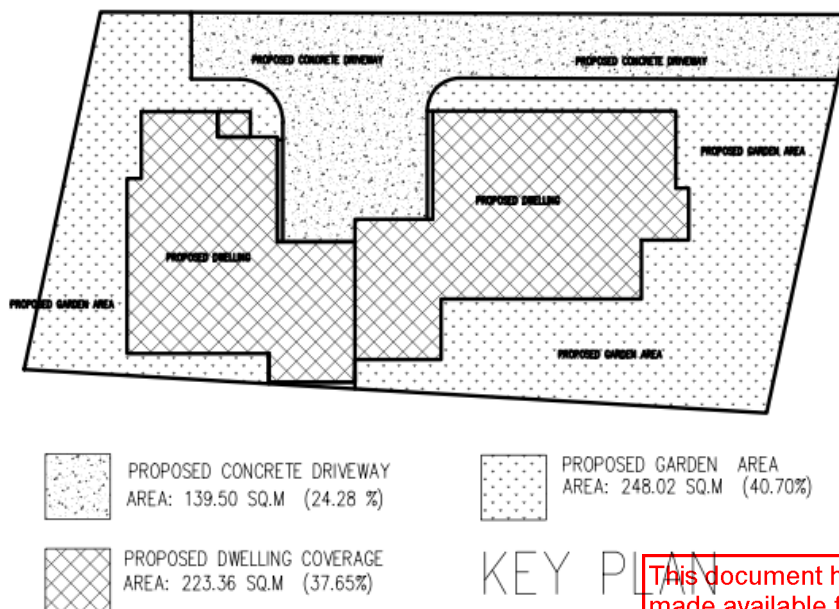 PROPOSED CONCRETE DRIVEWAY
PROPOSED CONCRETE DRIVEWAY
PROPOSED GARDEN AREA
PROPOSED DWELLING
PROPOSED DWELLING
PROPOSED GARDEN AREA
PROPOSED GARDEN AREA
PROPOSED CONCRETE DRIVEWAY
AREA: 139.50 SQ.M (24.28 %)
PROPOSED GARDEN AREA
AREA: 248.02 SQ.M (40.70%)
PROPOSED DWELLING COVERAGE
AREA: 223.36 SQ.M (37.65%)
KEY PLAN
This document h
made available f